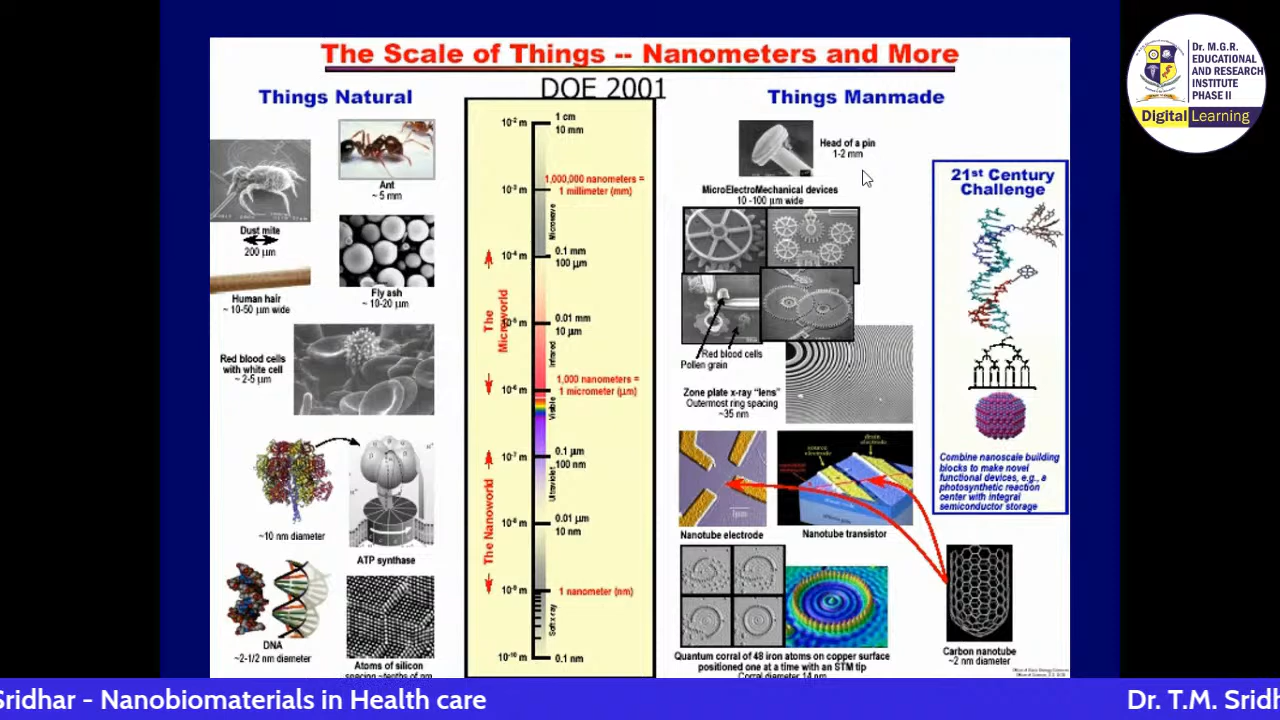 The Scale of Things -- Nanometers and More
DOE 2001
Things Natural
Things Manmade
Ant
~ 5 mm
Dust mite
200 µm
Human hair
~ 10-50 µm wide
Fly ash
~ 10-20 µm
Red blood cells
with white cell
~ 2-5 µm
~10 nm diameter
ATP synthase
DNA
~2-1/2 nm diameter
Atoms of silicon
spacing ~tenths of nm
10-2 m
1 cm
10 mm
1,000,000 nanometers =
1 millimeter (mm)
10-3 m
Microwave
10-4 m
0.1 mm
100 µm
The
Microworld
10-5 m
0.01 mm
10 µm
Infrared
1,000 nanometers =
1 micrometer (µm)
10-6 m
Visible
10-7 m
0.1 µm
100 nm
Ultraviolet
The Nanoworld
10-8 m
0.01 µm
10 nm
10-9 m
1 nanometer (nm)
Soft x-ray
10-10 m
0.1 nm
Head of a pin
1-2 mm
MicroElectroMechanical devices
10 -100 µm wide
Red blood cells
Pollen grain
Zone plate x-ray "lens"
Outermost ring spacing
~35 nm
source
electrode
drain
electrode
1µm
Nanotube electrode
Nanotube transistor
Quantum corral of 48 iron atoms on copper surface
positioned one at a time with an STM tip
Corral diameter 14 nm
Carbon nanotube
~2 nm diameter
21st Century
Challenge
Combine nanoscale building
blocks to make novel
functional devices, e.g., a
photosynthetic reaction
center with integral
semiconductor storage
Dr. M.G.R.
EDUCATIONAL
AND RESEARCH
INSTITUTE
PHASE II
Digital Learning
Sridhar - Nanobiomaterials in Health care
Dr. T.M. Sridh